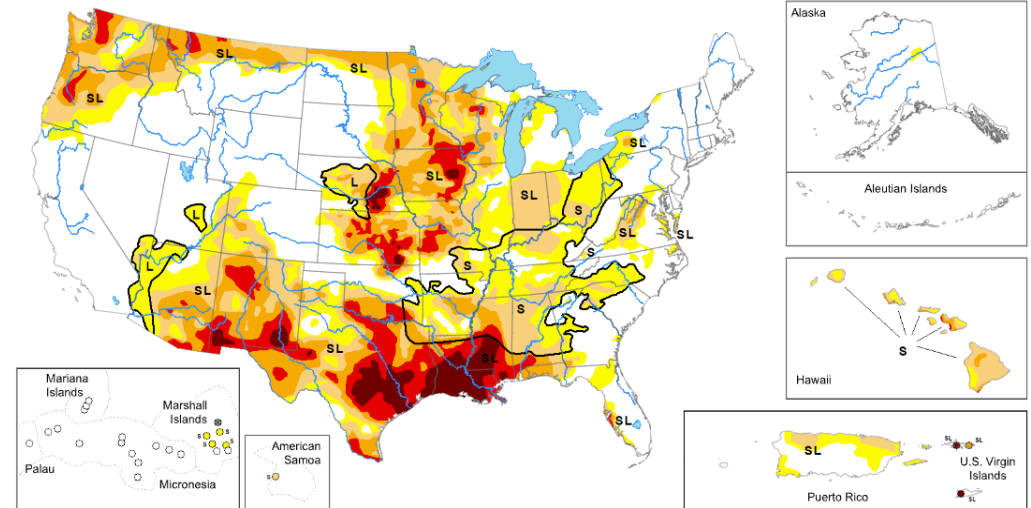 Alaska
Aleutian Islands
SL
SL
SL
L
SL
SL
SL
S
L
L
S
S
SL
SL
SL
S
SL
SL
SL
S
Hawaii
Mariana
Islands
Marshall
Islands
S
S
S
S
Palau
Micronesia
American
Samoa
S
SL
SL
SL
SL
U.S. Virgin
Islands
Puerto Rico